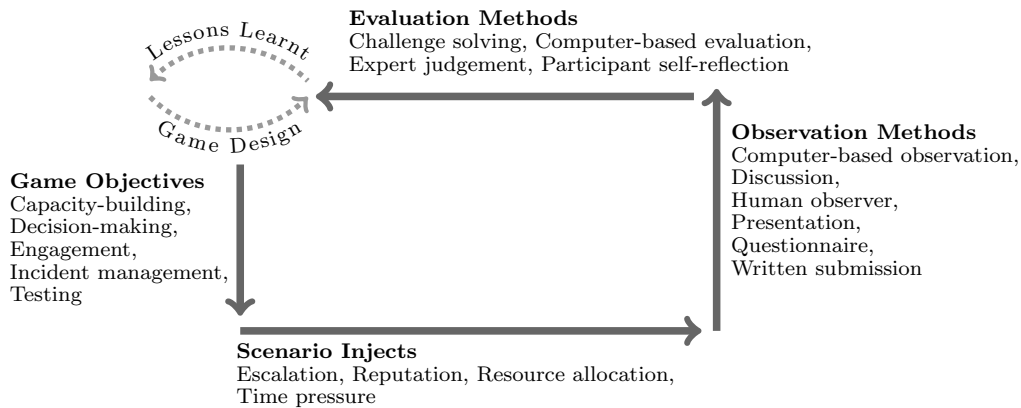 Lessons Learnt
Game Design
Evaluation Methods
Challenge solving, Computer-based evaluation,
Expert judgement, Participant self-reflection
Game Objectives
Capacity-building,
Decision-making,
Engagement,
Incident management,
Testing
Scenario Injects
Escalation, Reputation, Resource allocation,
Time pressure
Observation Methods
Computer-based observation,
Discussion,
Human observer,
Presentation,
Questionnaire,
Written submission